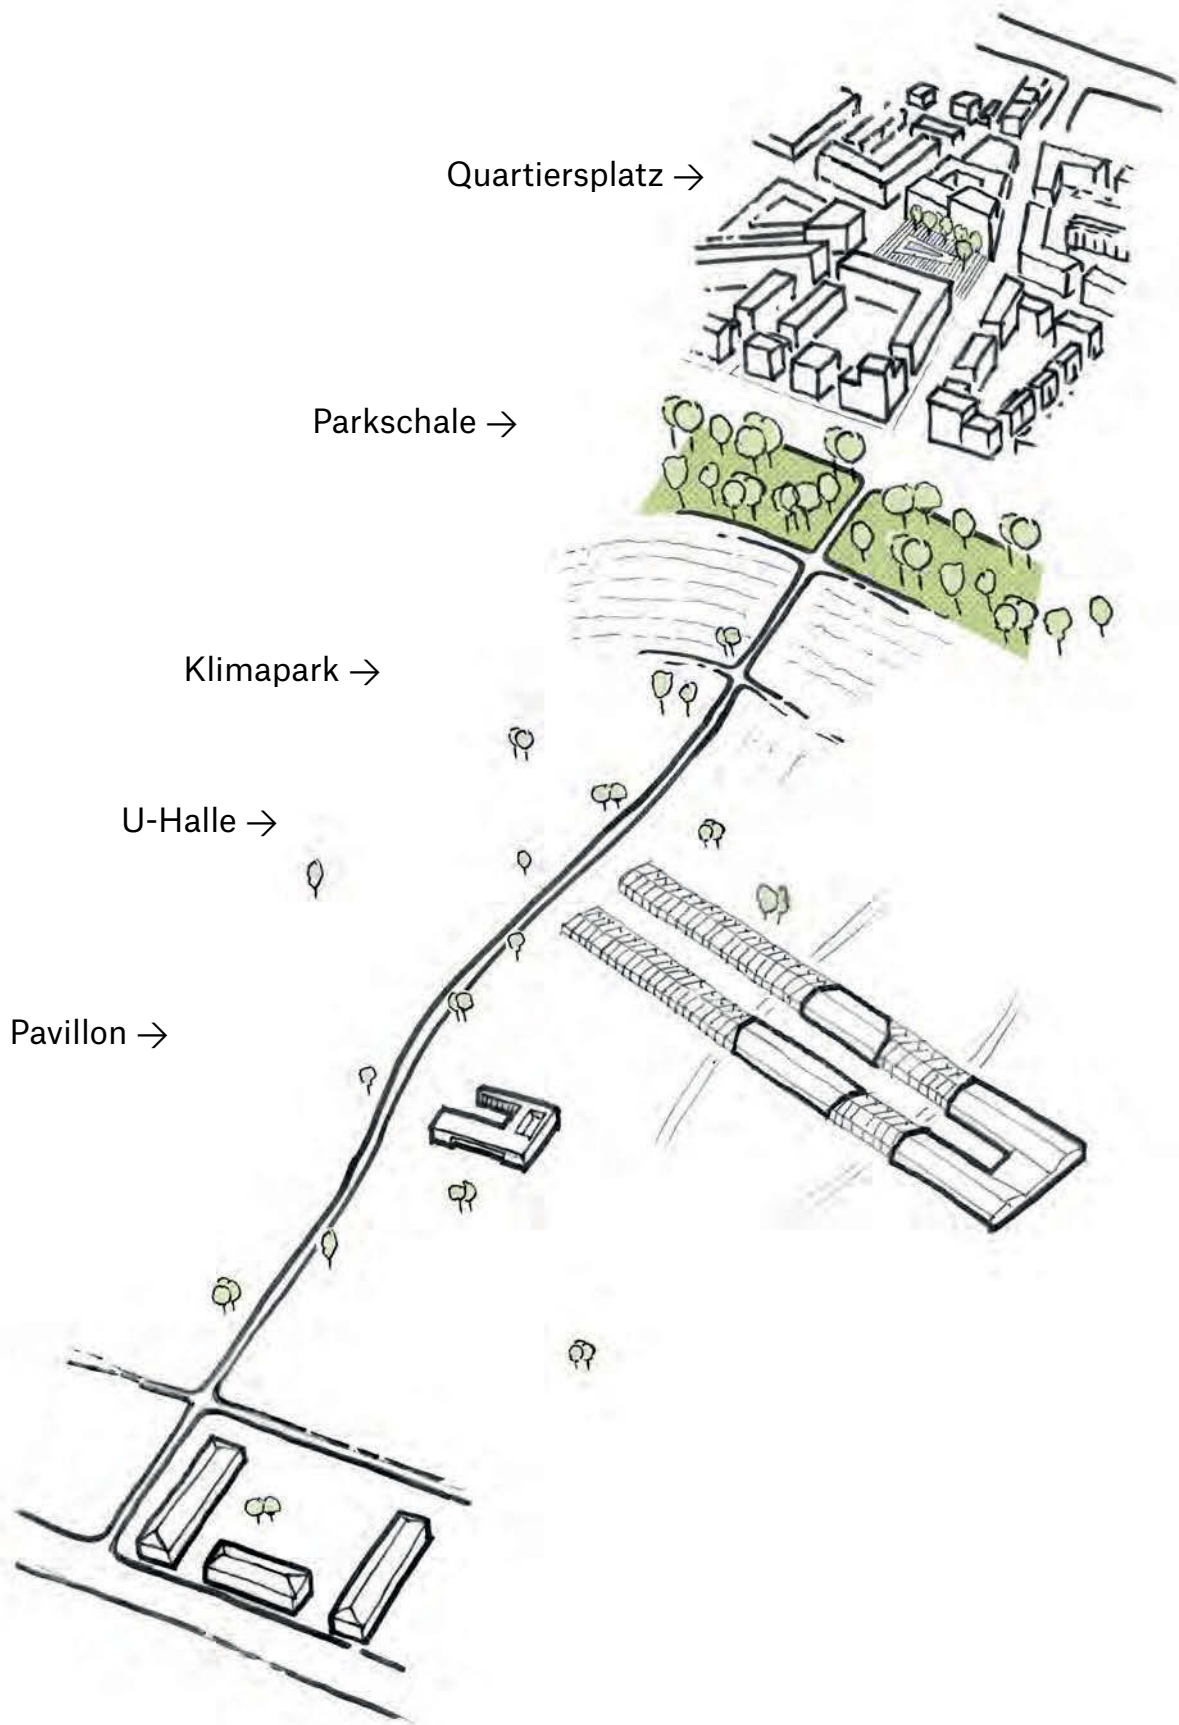 Quartiersplatz →
Parkschale →
Klimapark →
U-Halle →
Pavillon →